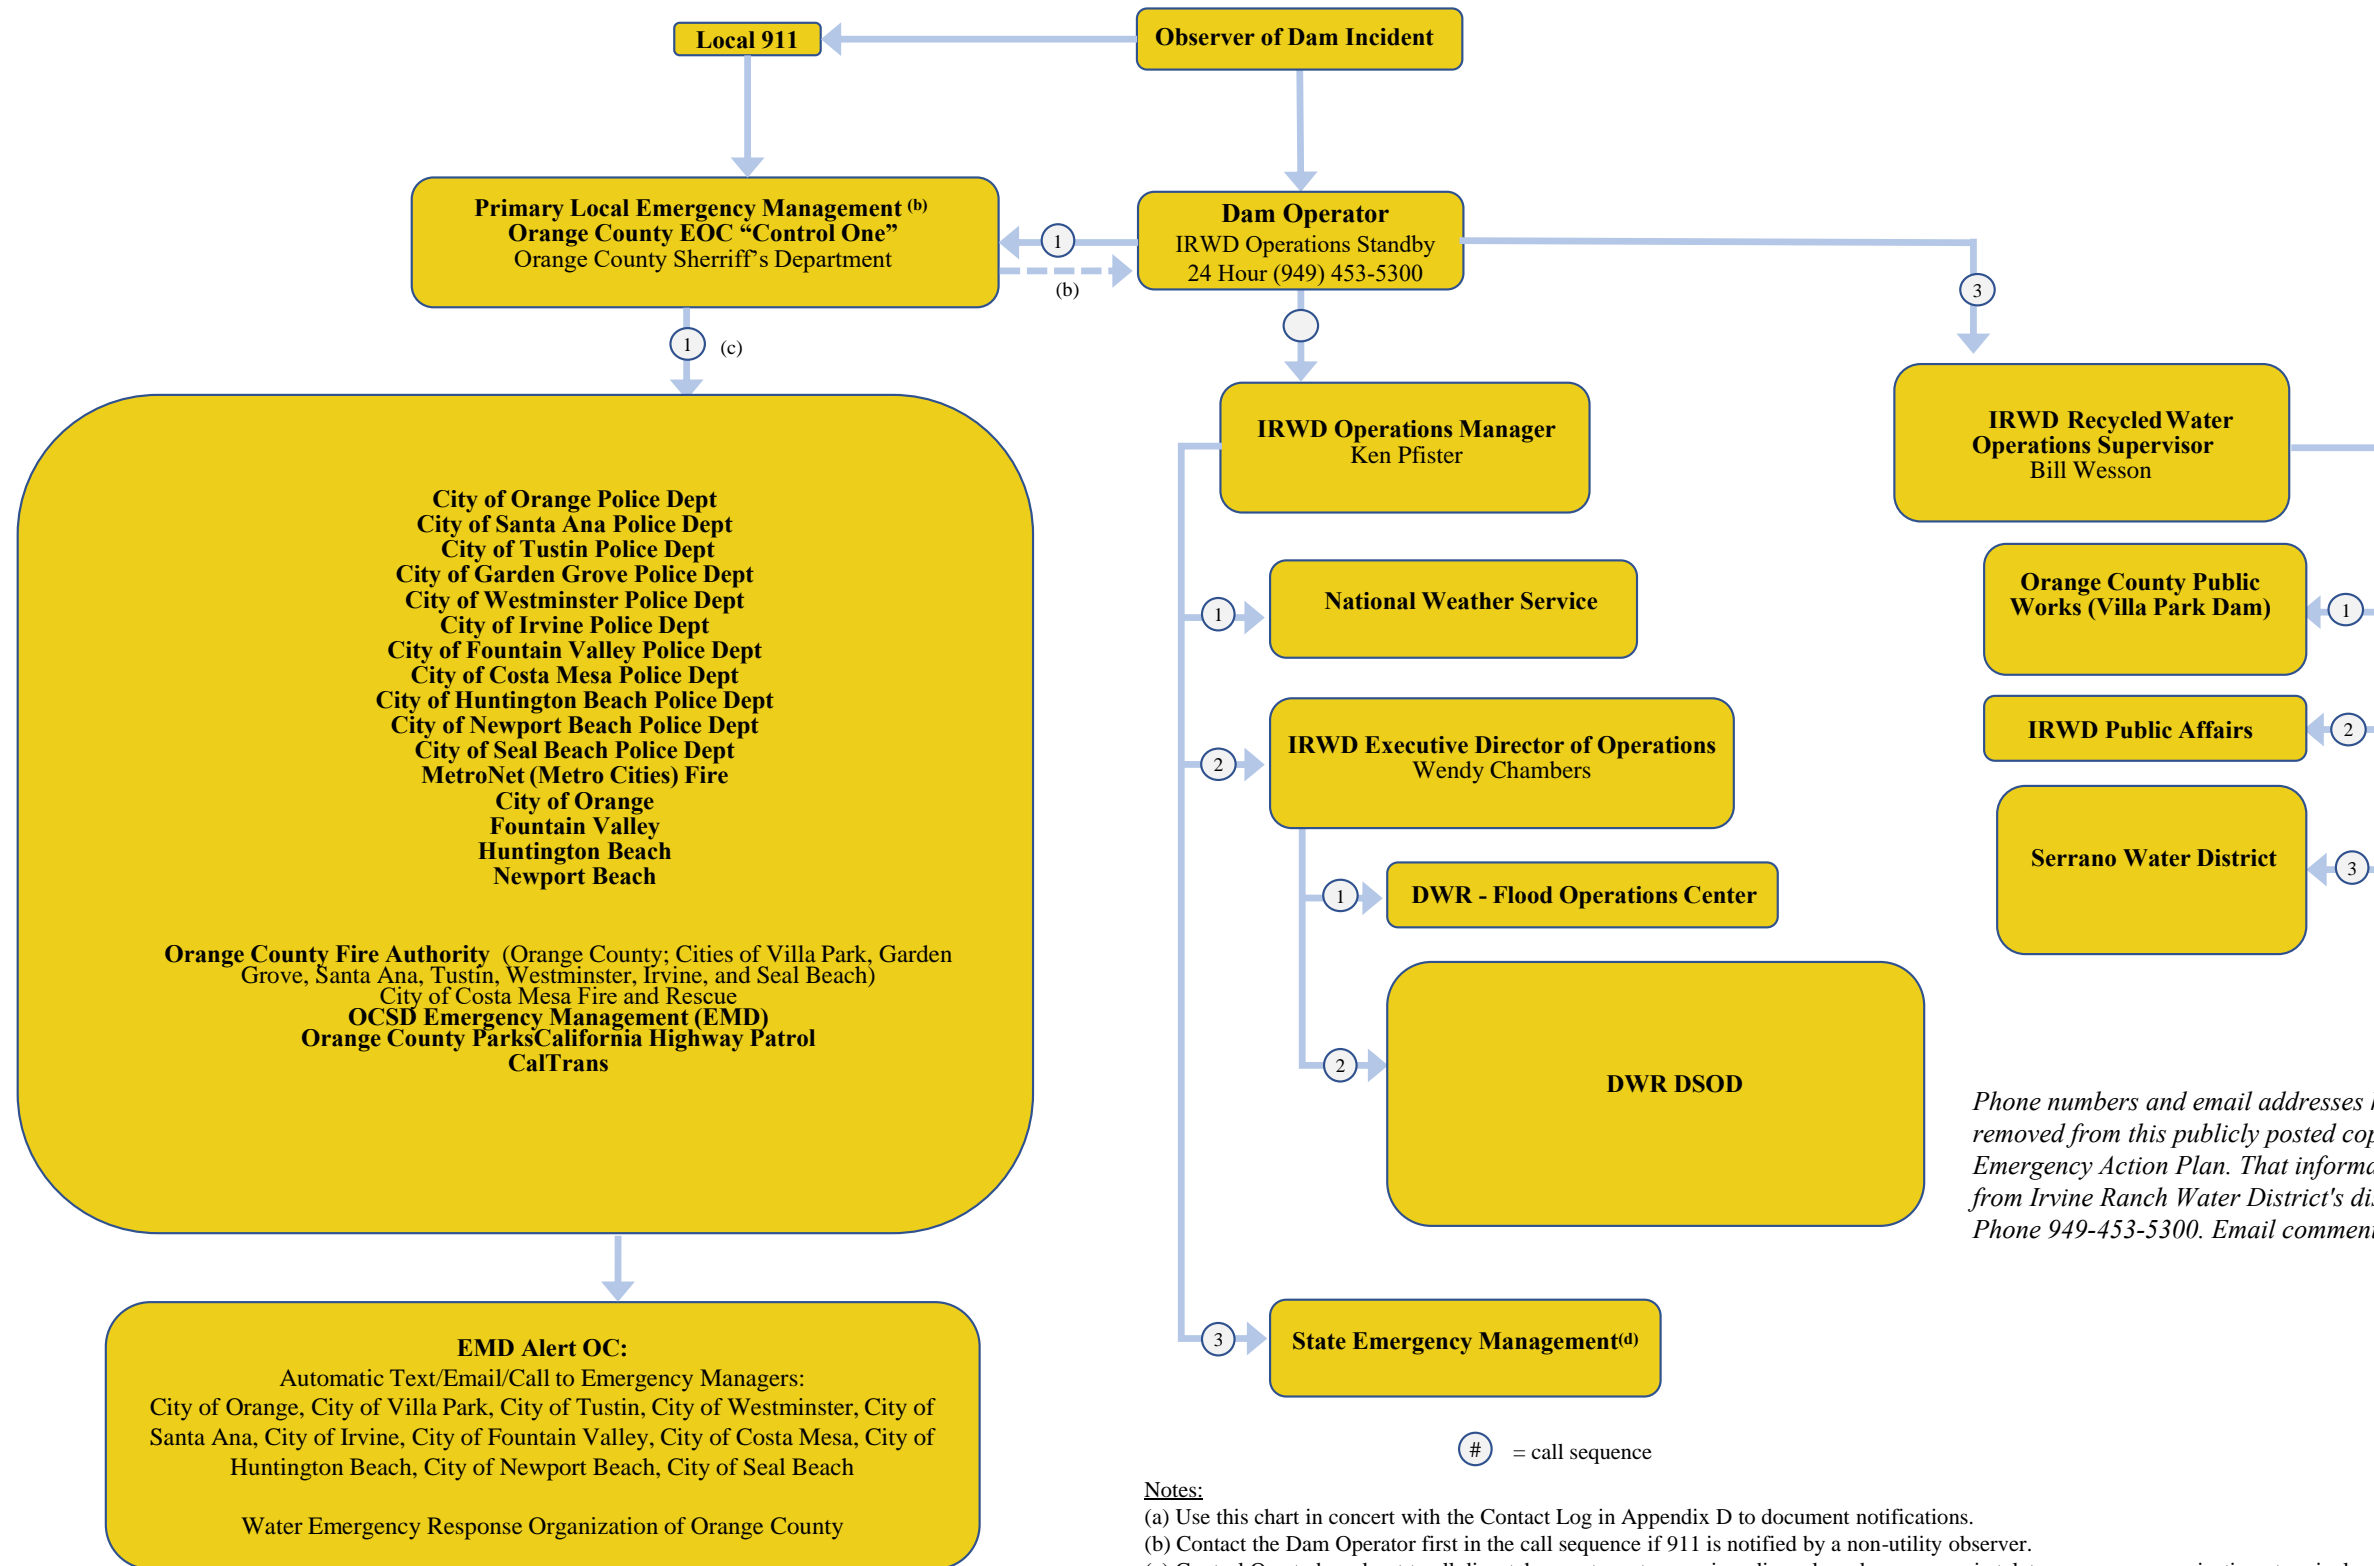 Local 911
Observer of Dam Incident
Primary Local Emergency Management (b)
Orange County EOC “Control One”
Orange County Sherriff’s Department
Dam Operator
IRWD Operations Standby
24 Hour (949) 453-5300
1
(b)
3
1
(c)
IRWD Operations Manager
Ken Pfister
IRWD Recycled Water
Operations Supervisor
Bill Wesson
City of Orange Police Dept
City of Santa Ana Police Dept
City of Tustin Police Dept
City of Garden Grove Police Dept
City of Westminster Police Dept
City of Irvine Police Dept
City of Fountain Valley Police Dept
City of Costa Mesa Police Dept
City of Huntington Beach Police Dept
City of Newport Beach Police Dept
City of Seal Beach Police Dept
MetroNet (Metro Cities) Fire
City of Orange
Fountain Valley
Huntington Beach
Newport Beach
Orange County Fire Authority (Orange County; Cities of Villa Park, Garden
Grove, Santa Ana, Tustin, Westminster, Irvine, and Seal Beach)
City of Costa Mesa Fire and Rescue
OCSD Emergency Management (EMD)
Orange County ParksCalifornia Highway Patrol
CalTrans
1
National Weather Service
2
IRWD Executive Director of Operations
Wendy Chambers
1
DWR - Flood Operations Center
2
DWR DSOD
3
State Emergency Management(d)
Orange County Public
Works (Villa Park Dam)
1
IRWD Public Affairs
2
Serrano Water District
3
Phone numbers and email addresses
removed from this publicly posted
Emergency Action Plan. That
from Irvine Ranch Water District's
Phone 949-453-5300. Email
EMD Alert OC:
Automatic Text/Email/Call to Emergency Managers:
City of Orange, City of Villa Park, City of Tustin, City of Westminster, City of
Santa Ana, City of Irvine, City of Fountain Valley, City of Costa Mesa, City of
Huntington Beach, City of Newport Beach, City of Seal Beach
Water Emergency Response Organization of Orange County
# = call sequence
Notes:
(a) Use this chart in concert with the Contact Log in Appendix D to document notifications.
(b) Contact the Dam Operator first in the call sequence if 911 is notified by a non-utility observer.